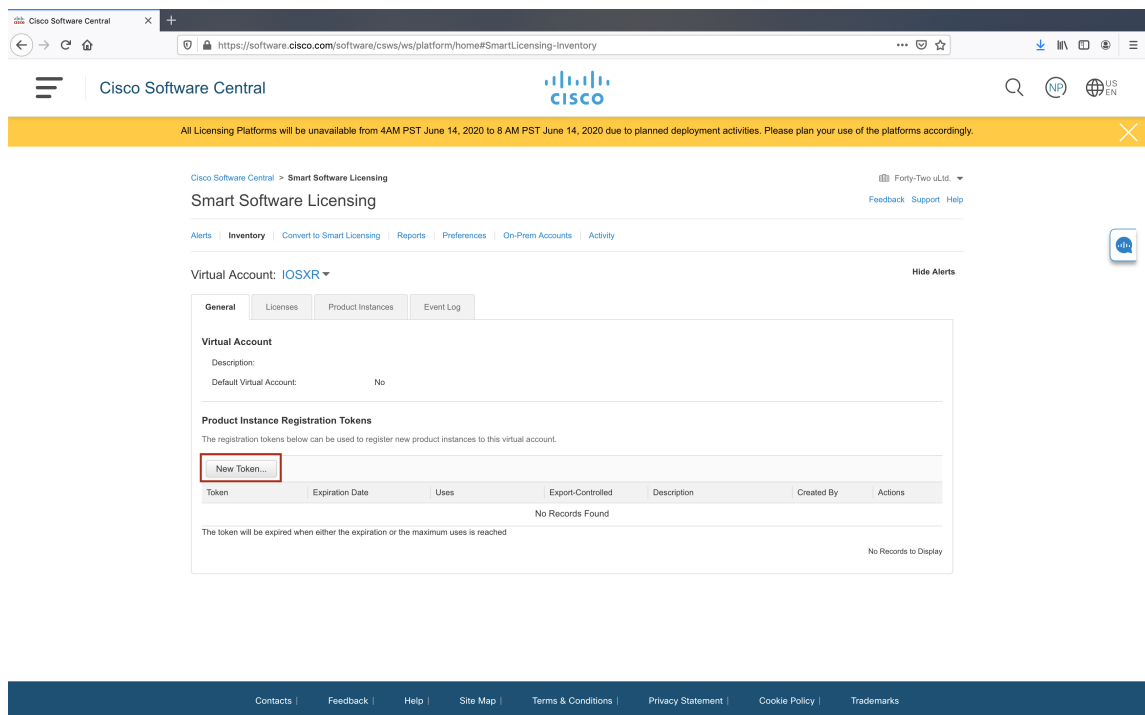 Cisco Software Central
https://software.cisco.com/software/csws/ws/platform/home#SmartLicensing-Inventory
Cisco Software Central
CISCO
NP
US
EN
All Licensing Platforms will be unavailable from 4AM PST June 14, 2020 to 8 AM PST June 14, 2020 due to planned deployment activities. Please plan your use of the platforms accordingly.
Cisco Software Central > Smart Software Licensing
Forty-Two uLtd.
Smart Software Licensing
Feedback Support Help
Alerts | Inventory | Convert to Smart Licensing | Reports | Preferences | On-Prem Accounts | Activity
Virtual Account: IOSXR
Hide Alerts
General Licenses Product Instances Event Log
Virtual Account
Description:
Default Virtual Account: No
Product Instance Registration Tokens
The registration tokens below can be used to register new product instances to this virtual account.
New Token...
Token Expiration Date Uses Export-Controlled Description Created By Actions
No Records Found
The token will be expired when either the expiration or the maximum uses is reached
No Records to Display
Contacts | Feedback | Help | Site Map | Terms & Conditions | Privacy Statement | Cookie Policy | Trademarks